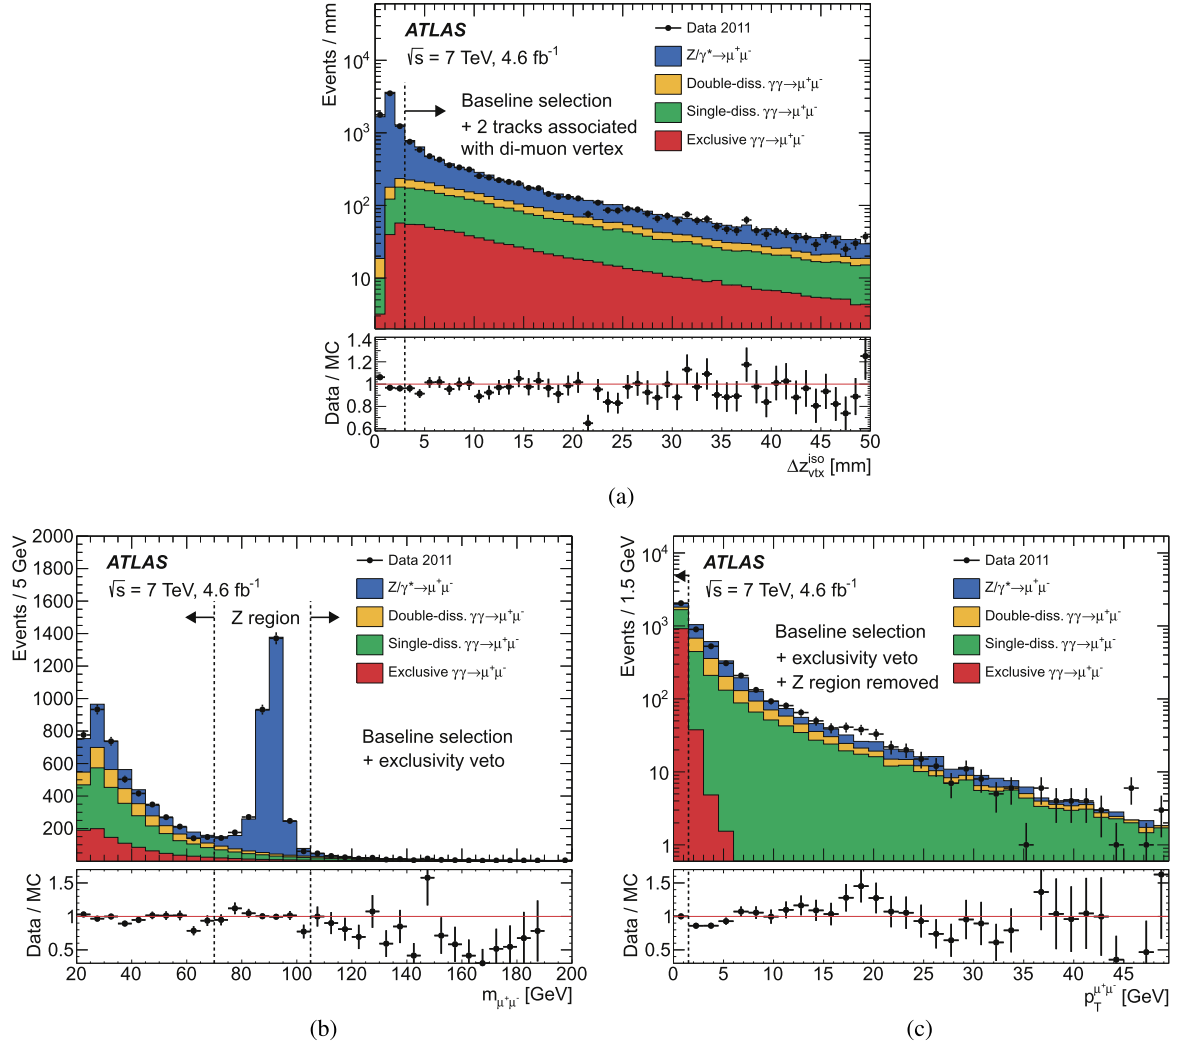 Events / mm
10⁴
10³
10²
10
ATLAS
√s = 7 TeV, 4.6 fb⁻¹
Baseline selection
+ 2 tracks associated
with di-muon vertex
Data 2011
Z/γ*→μ⁺μ⁻
Double-diss. γγ→μ⁺μ⁻
Single-diss. γγ→μ⁺μ⁻
Exclusive γγ→μ⁺μ⁻
Data / MC
1.4
1.2
1
0.8
0.6
0 5 10 15 20 25 30 35 40 45 50
Δz_vtx^iso [mm]
(a)
Events / 5 GeV
2000
1800
1600
1400
1200
1000
800
600
400
200
ATLAS
√s = 7 TeV, 4.6 fb⁻¹
Z region
Data 2011
Z/γ*→μ⁺μ⁻
Double-diss. γγ→μ⁺μ⁻
Single-diss. γγ→μ⁺μ⁻
Exclusive γγ→μ⁺μ⁻
Baseline selection
+ exclusivity veto
Data / MC
1.5
1
0.5
20 40 60 80 100 120 140 160 180 200
m_μ⁺μ⁻ [GeV]
(b)
Events / 1.5 GeV
10⁴
10³
10²
10
1
ATLAS
√s = 7 TeV, 4.6 fb⁻¹
Baseline selection
+ exclusivity veto
+ Z region removed
Data 2011
Z/γ*→μ⁺μ⁻
Double-diss. γγ→μ⁺μ⁻
Single-diss. γγ→μ⁺μ⁻
Exclusive γγ→μ⁺μ⁻
Data / MC
1.5
1
0.5
0 5 10 15 20 25 30 35 40 45
p_T^μ⁺μ⁻ [GeV]
(c)